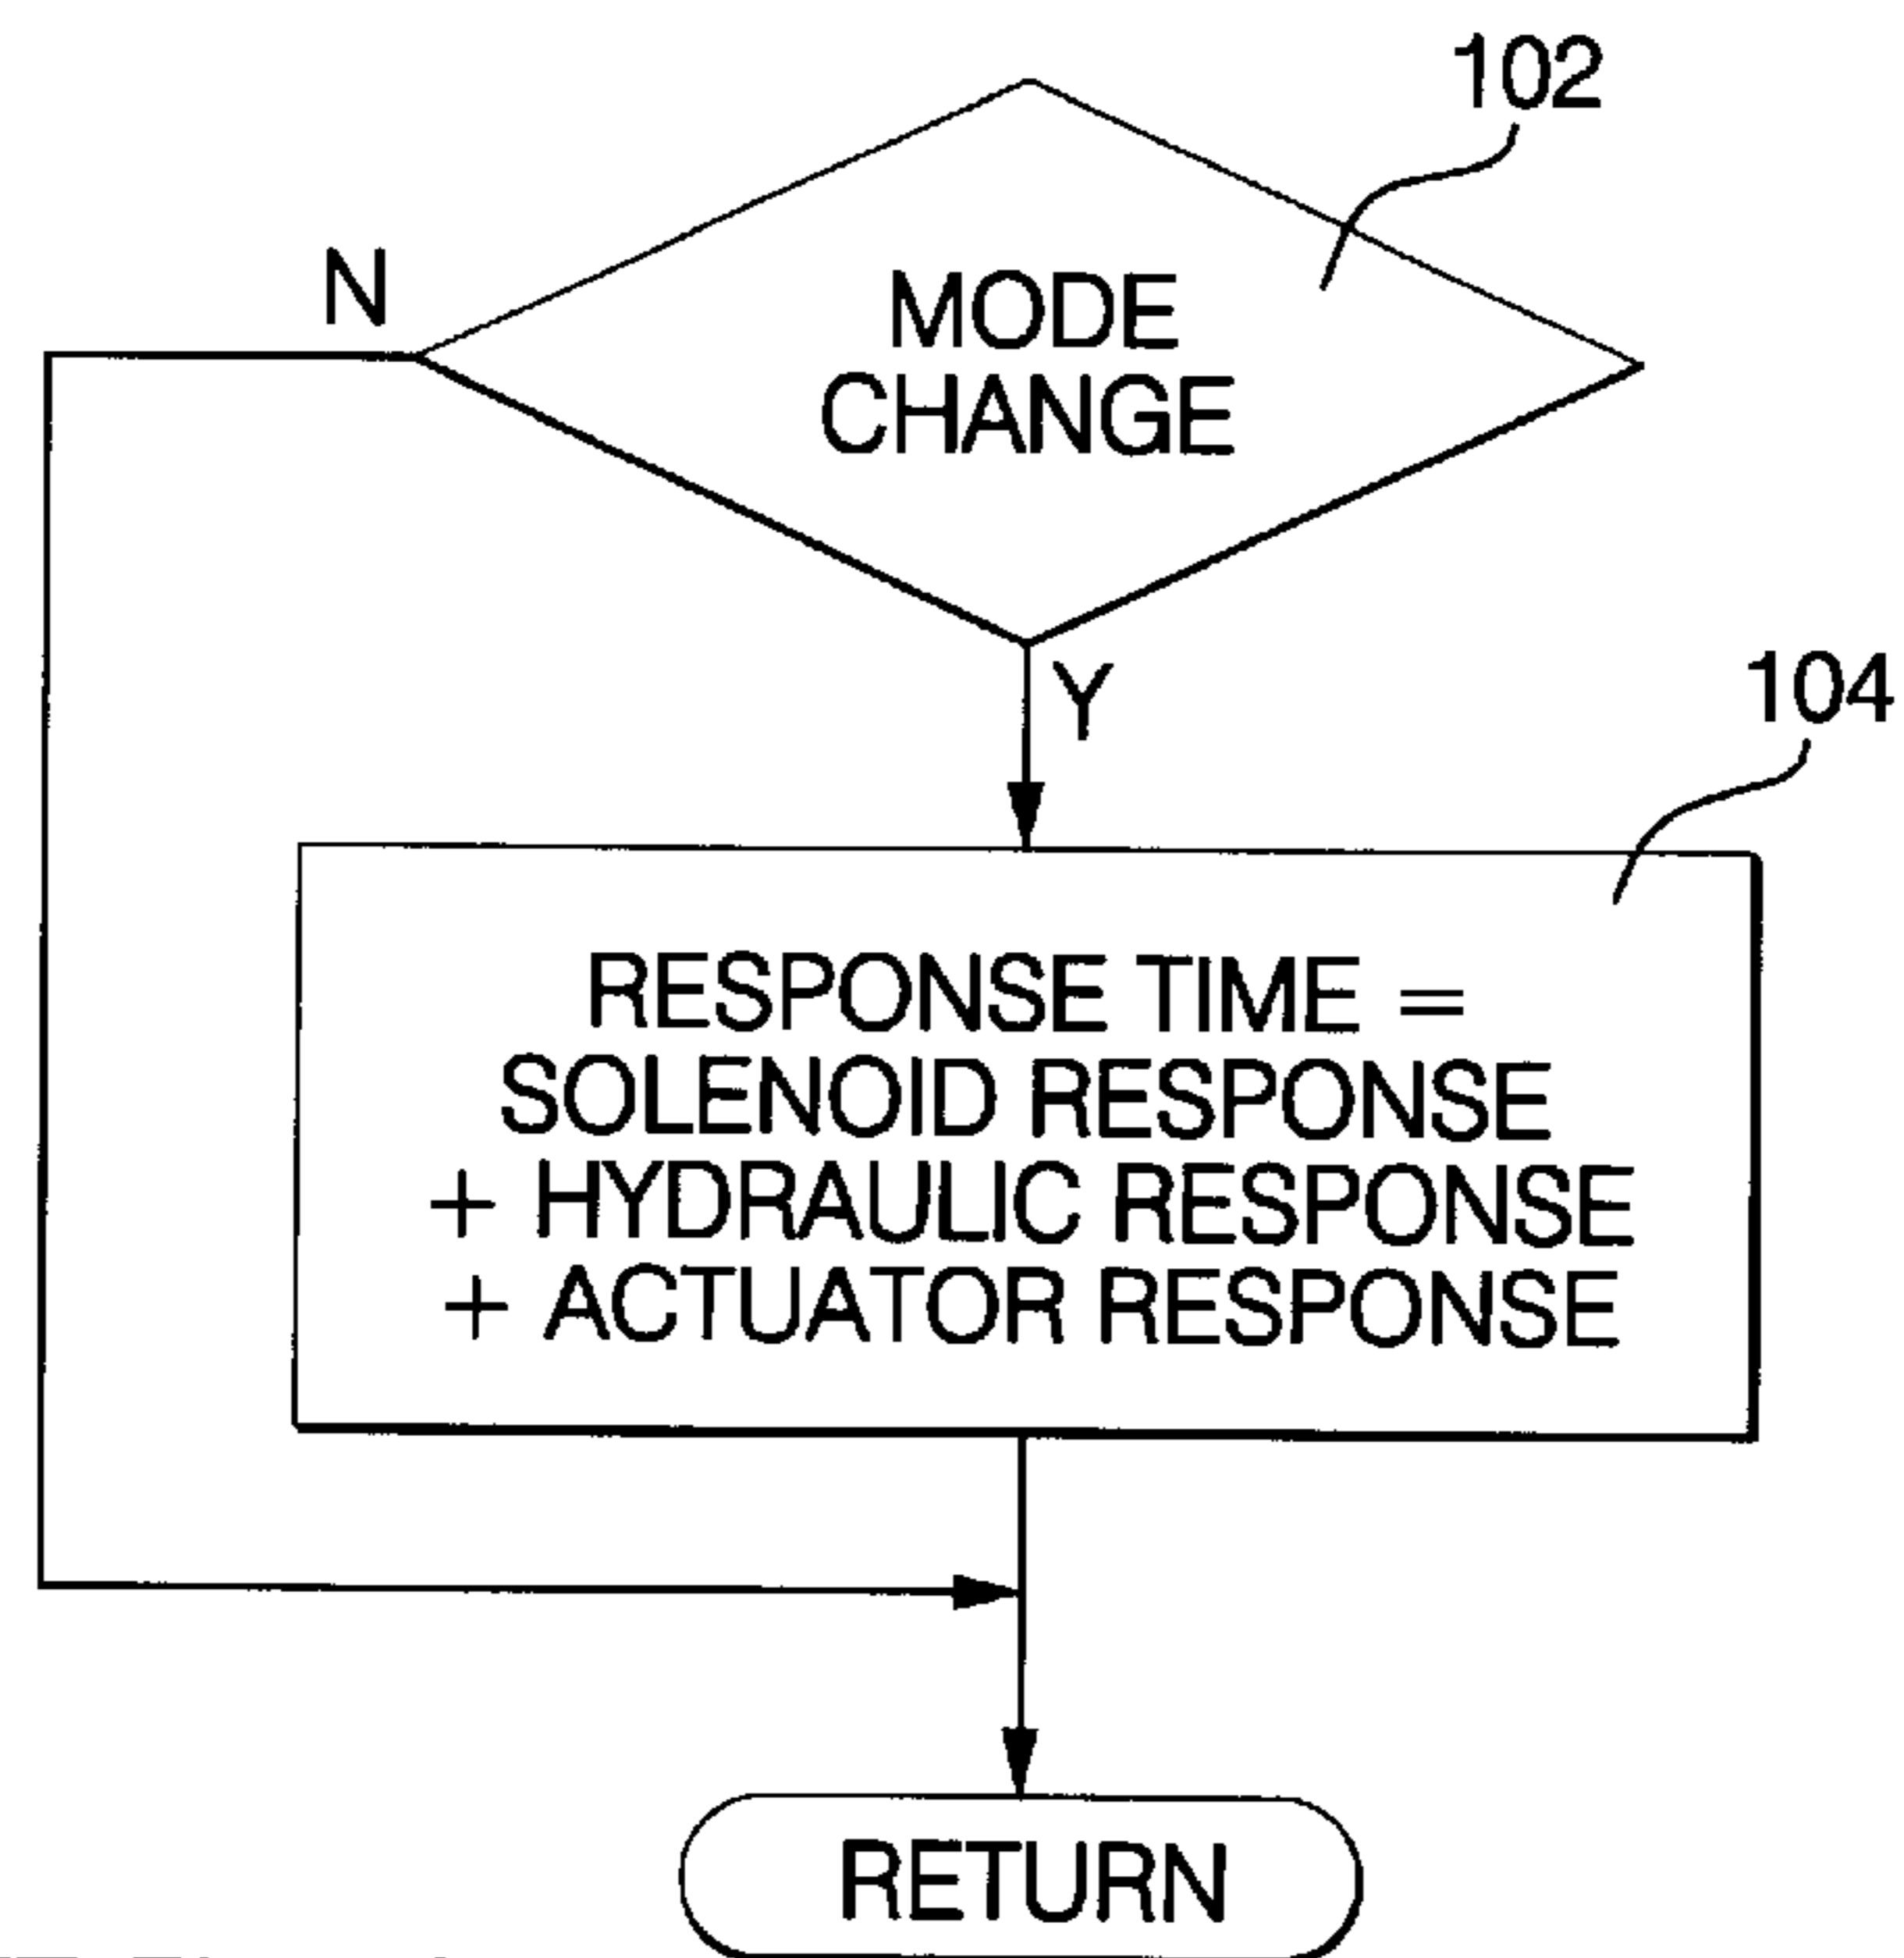 102
N
MODE
CHANGE
Y
104
RESPONSE TIME =
SOLENOID RESPONSE
+ HYDRAULIC RESPONSE
+ ACTUATOR RESPONSE
RETURN